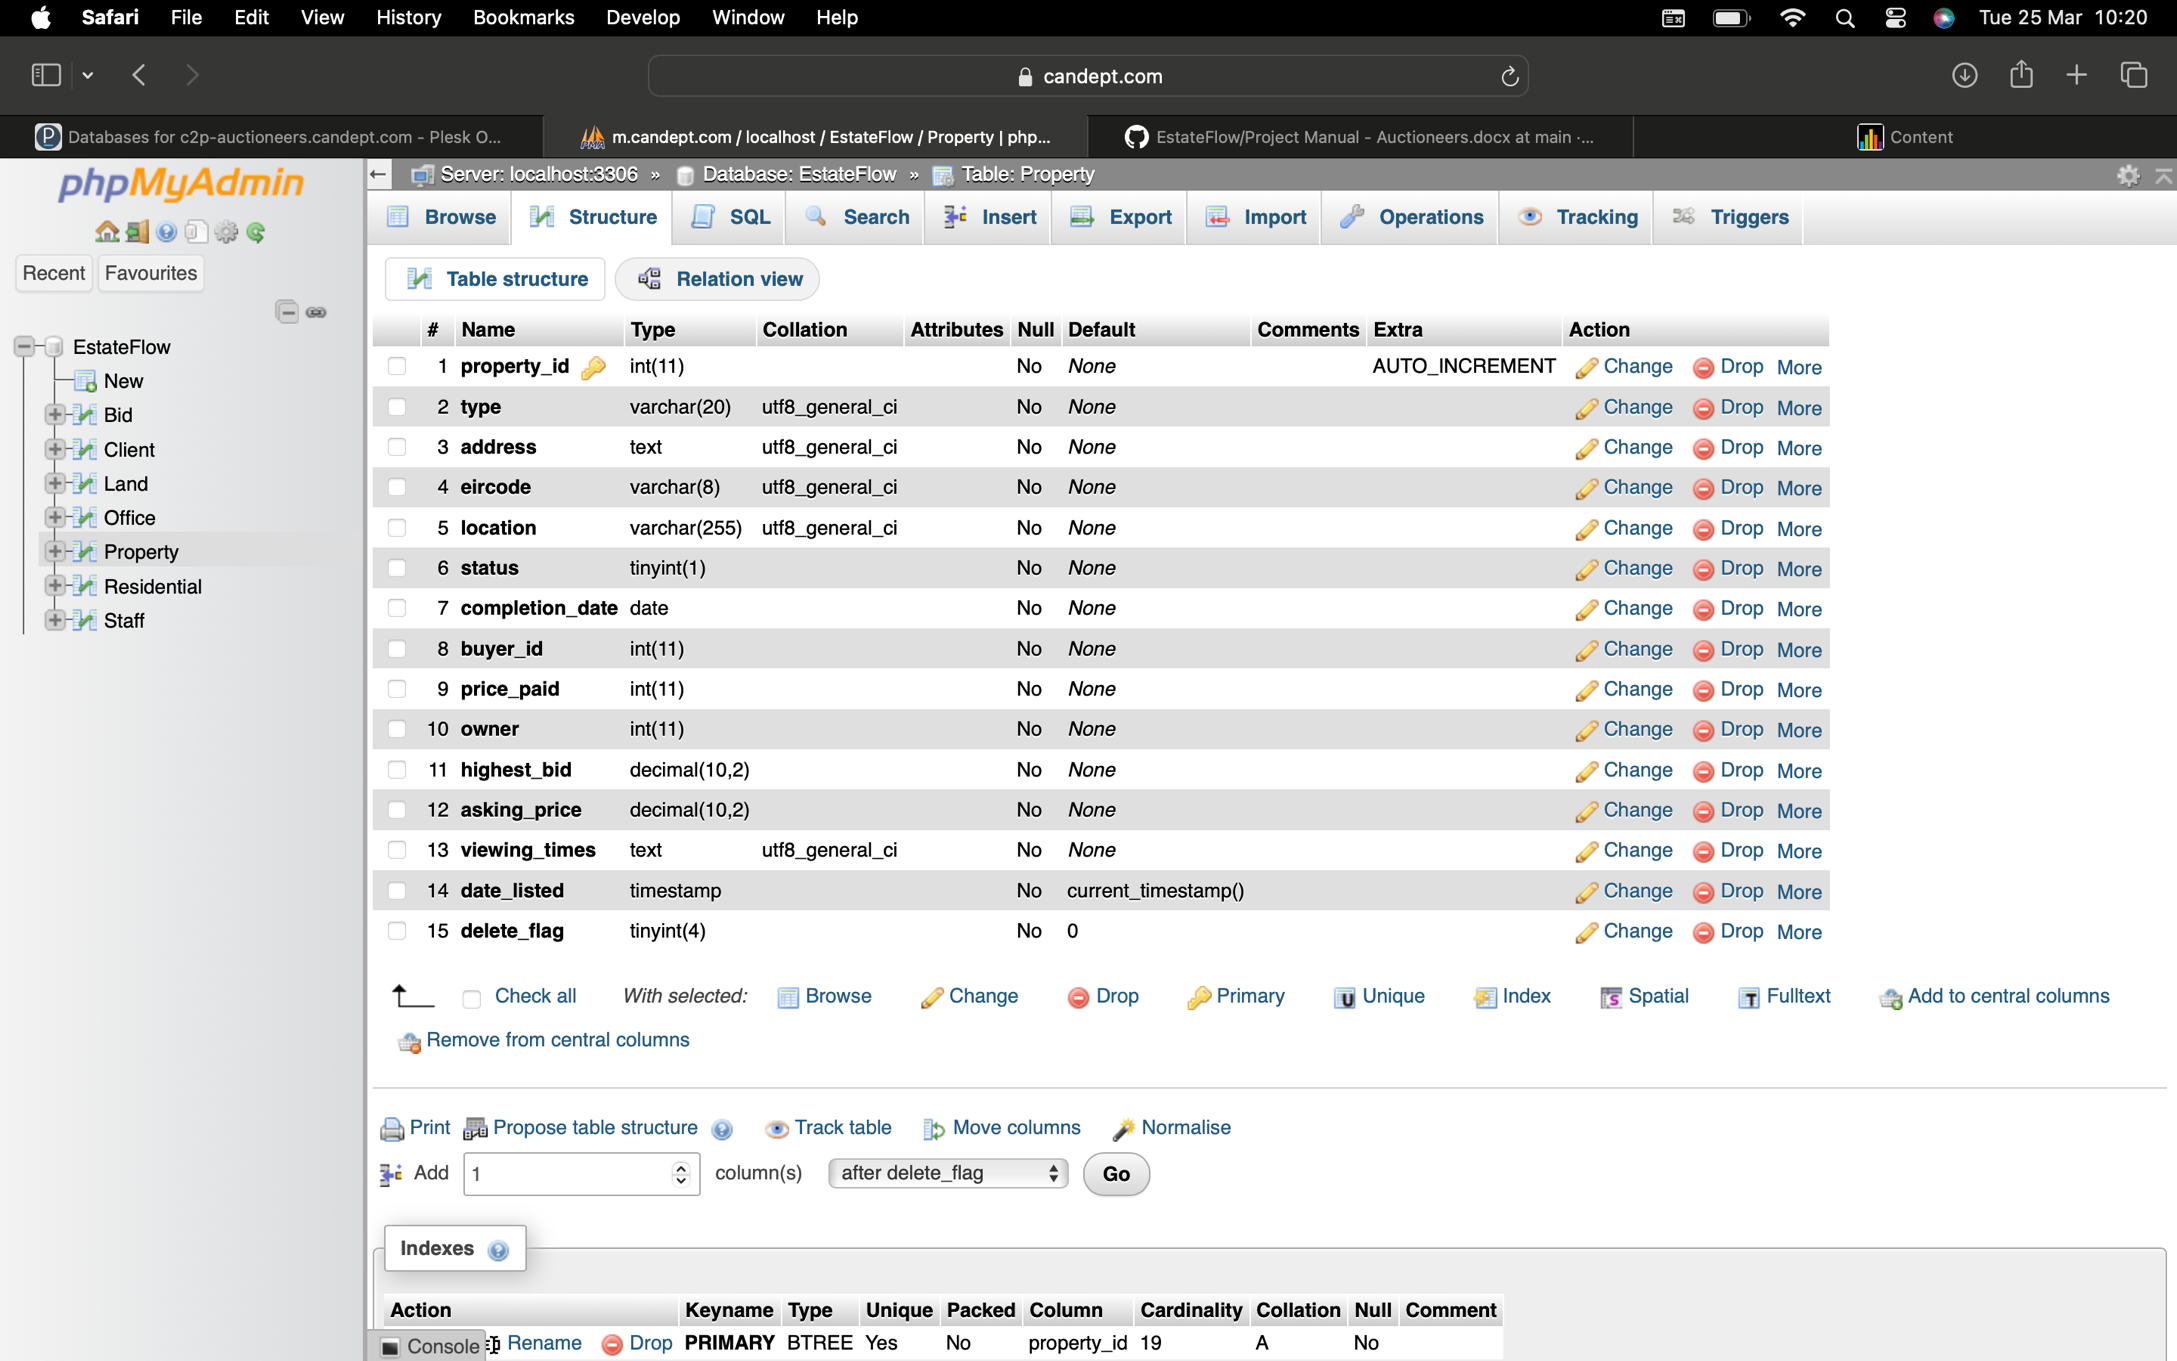 Safari File Edit View History Bookmarks Develop Window Help Tue 25 Mar 10:20
candept.com
Databases for c2p-auctioneers.candept.com - Plesk O... m.candept.com / localhost / EstateFlow / Property | php... EstateFlow/Project Manual - Auctioneers.docx at main ·... Content
phpMyAdmin
Recent Favourites
EstateFlow
New
Bid
Client
Land
Office
Property
Residential
Staff
Server: localhost:3306 » Database: EstateFlow » Table: Property
Browse Structure SQL Search Insert Export Import Operations Tracking Triggers
Table structure Relation view
# Name Type Collation Attributes Null Default Comments Extra Action
1 property_id int(11) No None AUTO_INCREMENT Change Drop More
2 type varchar(20) utf8_general_ci No None Change Drop More
3 address text utf8_general_ci No None Change Drop More
4 eircode varchar(8) utf8_general_ci No None Change Drop More
5 location varchar(255) utf8_general_ci No None Change Drop More
6 status tinyint(1) No None Change Drop More
7 completion_date date No None Change Drop More
8 buyer_id int(11) No None Change Drop More
9 price_paid int(11) No None Change Drop More
10 owner int(11) No None Change Drop More
11 highest_bid decimal(10,2) No None Change Drop More
12 asking_price decimal(10,2) No None Change Drop More
13 viewing_times text utf8_general_ci No None Change Drop More
14 date_listed timestamp No current_timestamp() Change Drop More
15 delete_flag tinyint(4) No 0 Change Drop More
Check all With selected: Browse Change Drop Primary Unique Index Spatial Fulltext Add to central columns
Remove from central columns
Print Propose table structure Track table Move columns Normalise
Add 1 column(s) after delete_flag Go
Indexes
Action Keyname Type Unique Packed Column Cardinality Collation Null Comment
Console Rename Drop PRIMARY BTREE Yes No property_id 19 A No